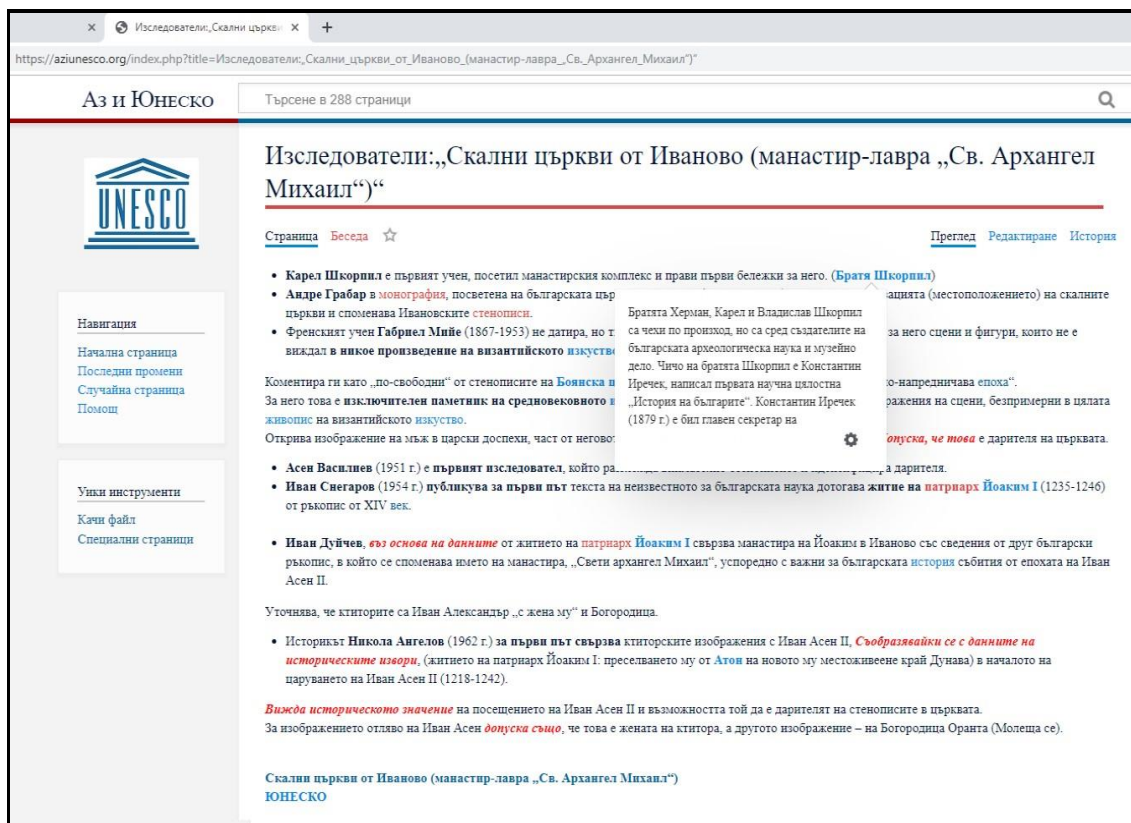 Изследователи:„Скални църкви
https://aziunesco.org/index.php?title=Изследователи:„Скални_църкви_от_Иваново_(манастир-лавра_„Св._Архангел_Михаил“)“
Аз и Юнеско
Търсене в 288 страници
UNESCO
Навигация
Начална страница
Последни промени
Случайна страница
Помощ
Уики инструменти
Качи файл
Специални страници
Изследователи:„Скални църкви от Иваново (манастир-лавра „Св. Архангел
Михаил“)“
Страница Беседа
Преглед Редактиране История
• Карел Шкорпил е първият учен, посетил манастирския комплекс и прави първи бележки за него. (Братя Шкорпил)
• Андре Грабар в монография, посветена на българската цър
(местоположението) на скалните
църкви и споменава Ивановските стенописи.
• Френският учен Габриел Мийе (1867-1953) не датира, но
за него сцени и фигури, които не е
виждал в никое произведение на византийското изкуство
Братята Херман, Карел и Владислав Шкорпил
са чехи по произход, но са сред създателите на
българската археологическа наука и музейно
дело. Чичо на братята Шкорпил е Константин
Иречек, написал първата научна цялостна
„История на българите“. Константин Иречек
(1879 г.) е бил главен секретар на
Коментира ги като „по-свободни“ от стенописите на Боянска
-напредничава епоха“.
За него това е изключителен паметник на средновековното
на сцени, безпримерни в цялата
живопис на византийското изкуство.
Открива изображение на мъж в царски доспехи, част от
че това е дарителя на църквата.
• Асен Василиев (1951 г.) е първият изследовател, който
дарителя.
• Иван Снегаров (1954 г.) публикува за първи път текста на неизвестното за българската наука дотогава житие на патриарх Йоаким I (1235-1246)
от ръкопис от XIV век.
• Иван Дуйчев, въз основа на данните от житието на патриарх Йоаким I свързва манастира на Йоаким в Иваново със сведения от друг български
ръкопис, в който се споменава името на манастира, „Свети архангел Михаил“, успоредно с важни за българската история събития от епохата на Иван
Асен II.
Уточнява, че ктиторите са Иван Александър „с жена му“ и Богородица.
• Историкът Никола Ангелов (1962 г.) за първи път свързва ктиторските изображения с Иван Асен II, Съобразявайки се с данните на
историческите извори, (житието на патриарх Йоаким I: преселването му от Атон на новото му местоживеене край Дунава) в началото на
царуването на Иван Асен II (1218-1242).
Вижда историческото значение на посещението на Иван Асен II и възможността той да е дарителят на стенописите в църквата.
За изображението отляво на Иван Асен допуска също, че това е жената на ктитора, а другото изображение – на Богородица Оранта (Молеща се).
Скални църкви от Иваново (манастир-лавра „Св. Архангел Михаил“)
ЮНЕСКО